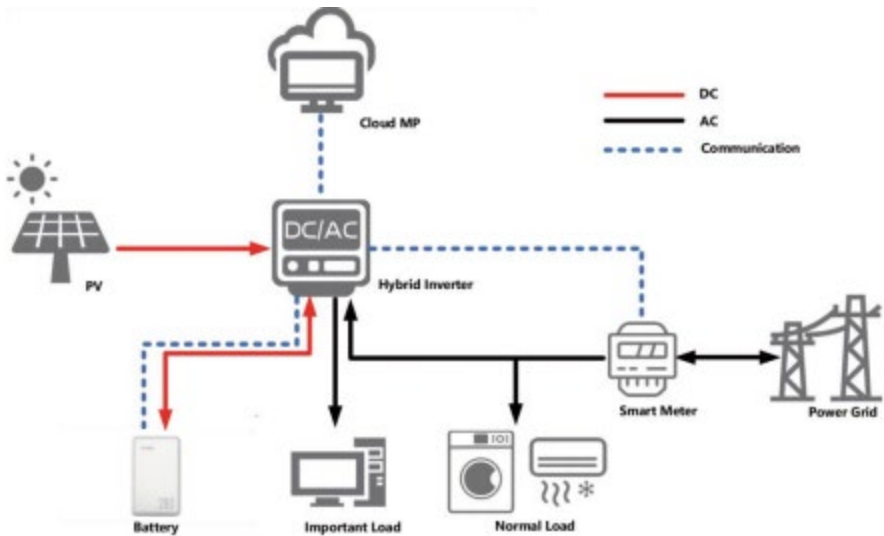 Cloud MP
DC
AC
Communication
DC/AC
PV
Hybrid Inverter
Smart Meter
Power Grid
Battery
Important Load
Normal Load